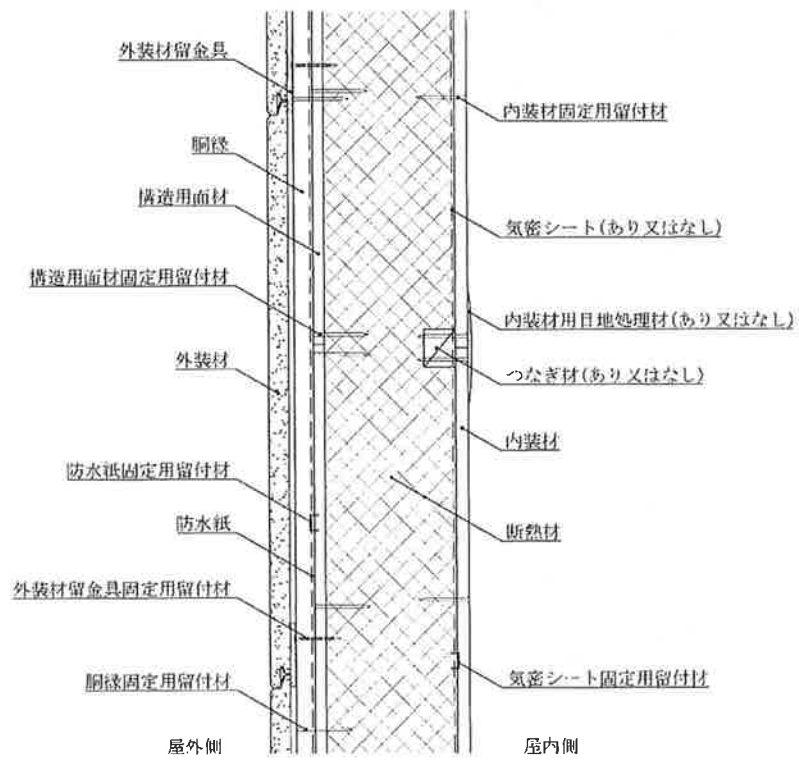 外装材留金具
胴縁
構造用面材
構造用面材固定用留付材
外装材
防水紙固定用留付材
防水紙
外装材留金具固定用留付材
胴縁固定用留付材
屋外側
内装材固定用留付材
気密シート(あり又はなし)
内装材用目地処理材(あり又はなし)
つなぎ材(あり又はなし)
内装材
断熱材
気密シート固定用留付材
屋内側